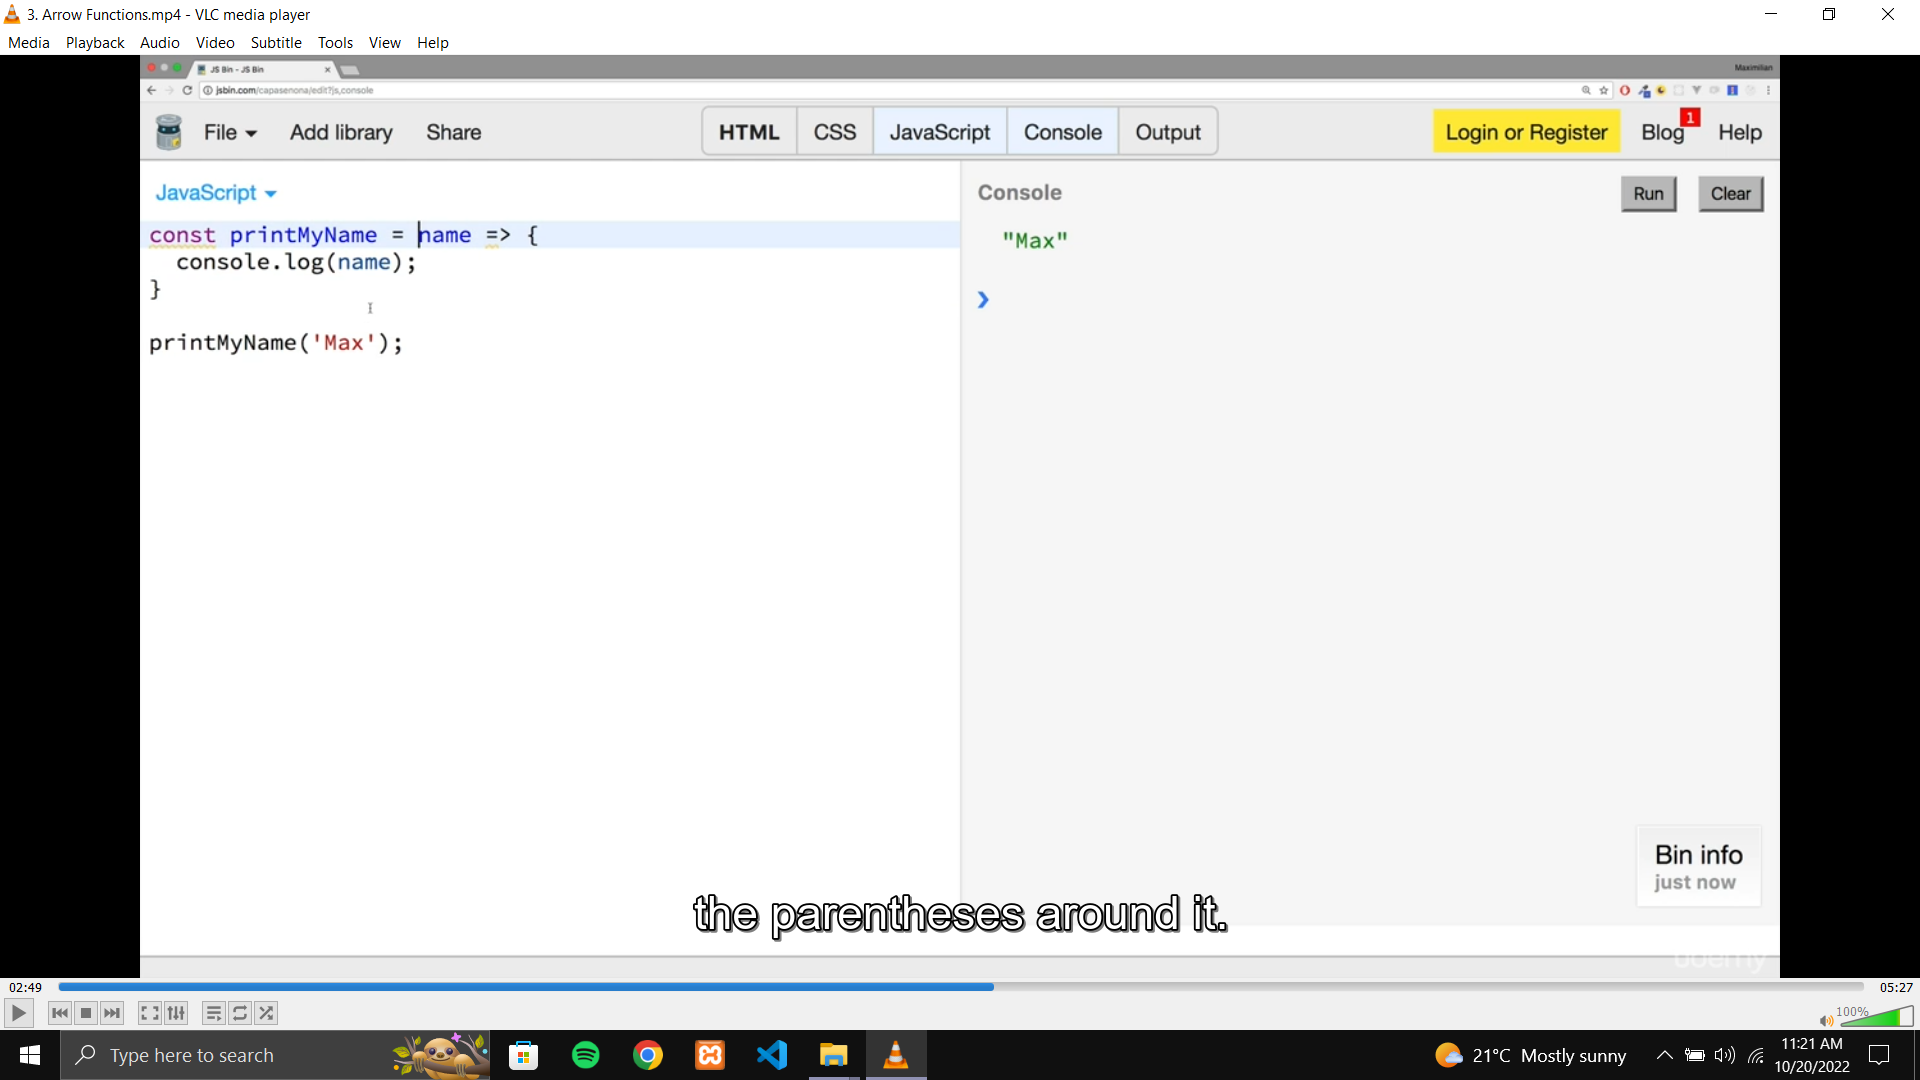 3. Arrow Functions.mp4 - VLC media player
Media Playback Audio Video Subtitle Tools View Help
JS Bin - JS Bin
Maximilian
jsbin.com/capasenona/edit?js,console
File Add library Share HTML CSS JavaScript Console Output Login or Register Blog 1 Help
JavaScript
const printMyName = name => {
console.log(name);
}
printMyName('Max');
Console
Run Clear
"Max"
Bin info
just now
the parentheses around it.
udemy
02:49 05:27
100%
Type here to search
21°C Mostly sunny
11:21 AM
10/20/2022